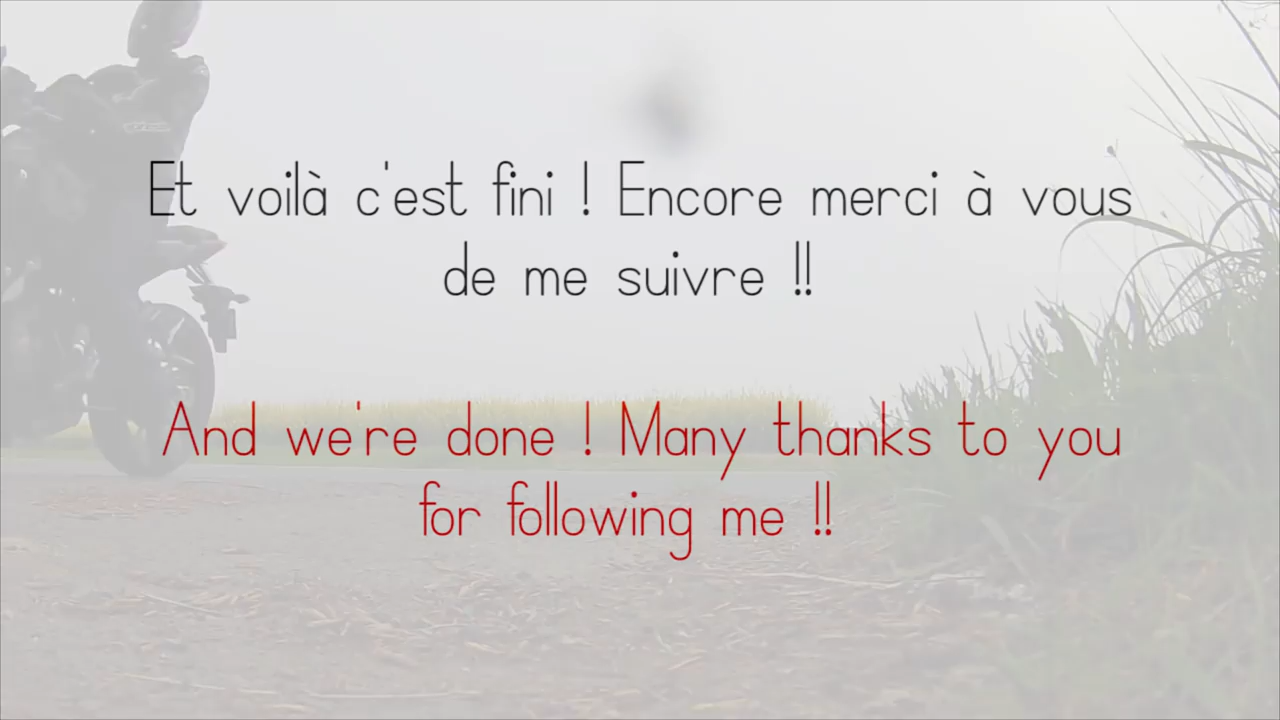 Et voilà c'est fini ! Encore merci à vous
de me suivre !!
And we're done ! Many thanks to you
for following me !!